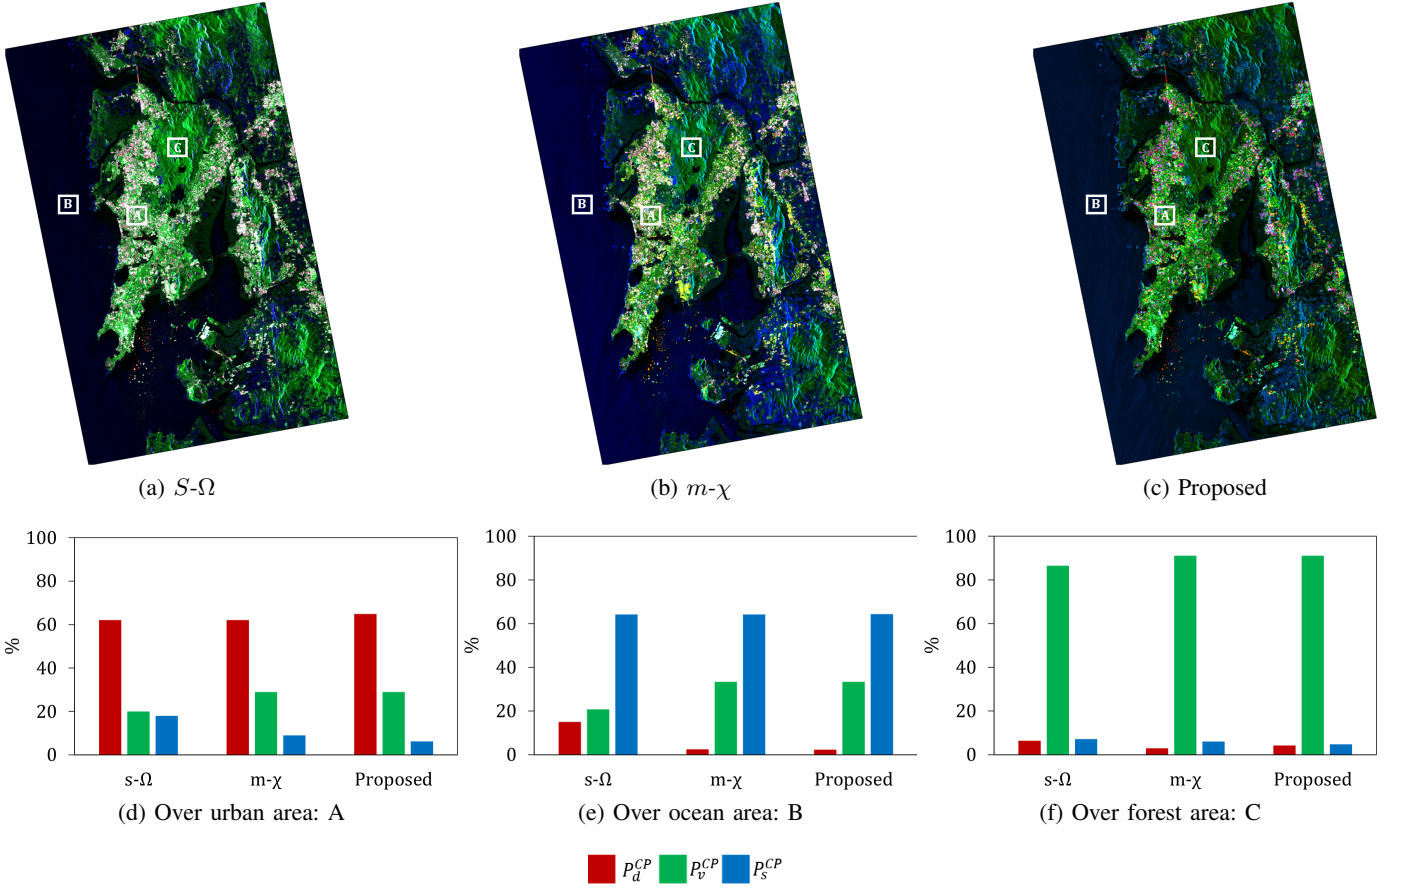 C
B
A
C
B
A
C
B
A
(a) S-Ω
(b) m-χ
(c) Proposed
100
80
60
40
20
0
%
s-Ω m-χ Proposed
(d) Over urban area: A
100
80
60
40
20
0
%
s-Ω m-χ Proposed
(e) Over ocean area: B
100
80
60
40
20
0
%
s-Ω m-χ Proposed
(f) Over forest area: C
P_d^CP P_v^CP P_s^CP